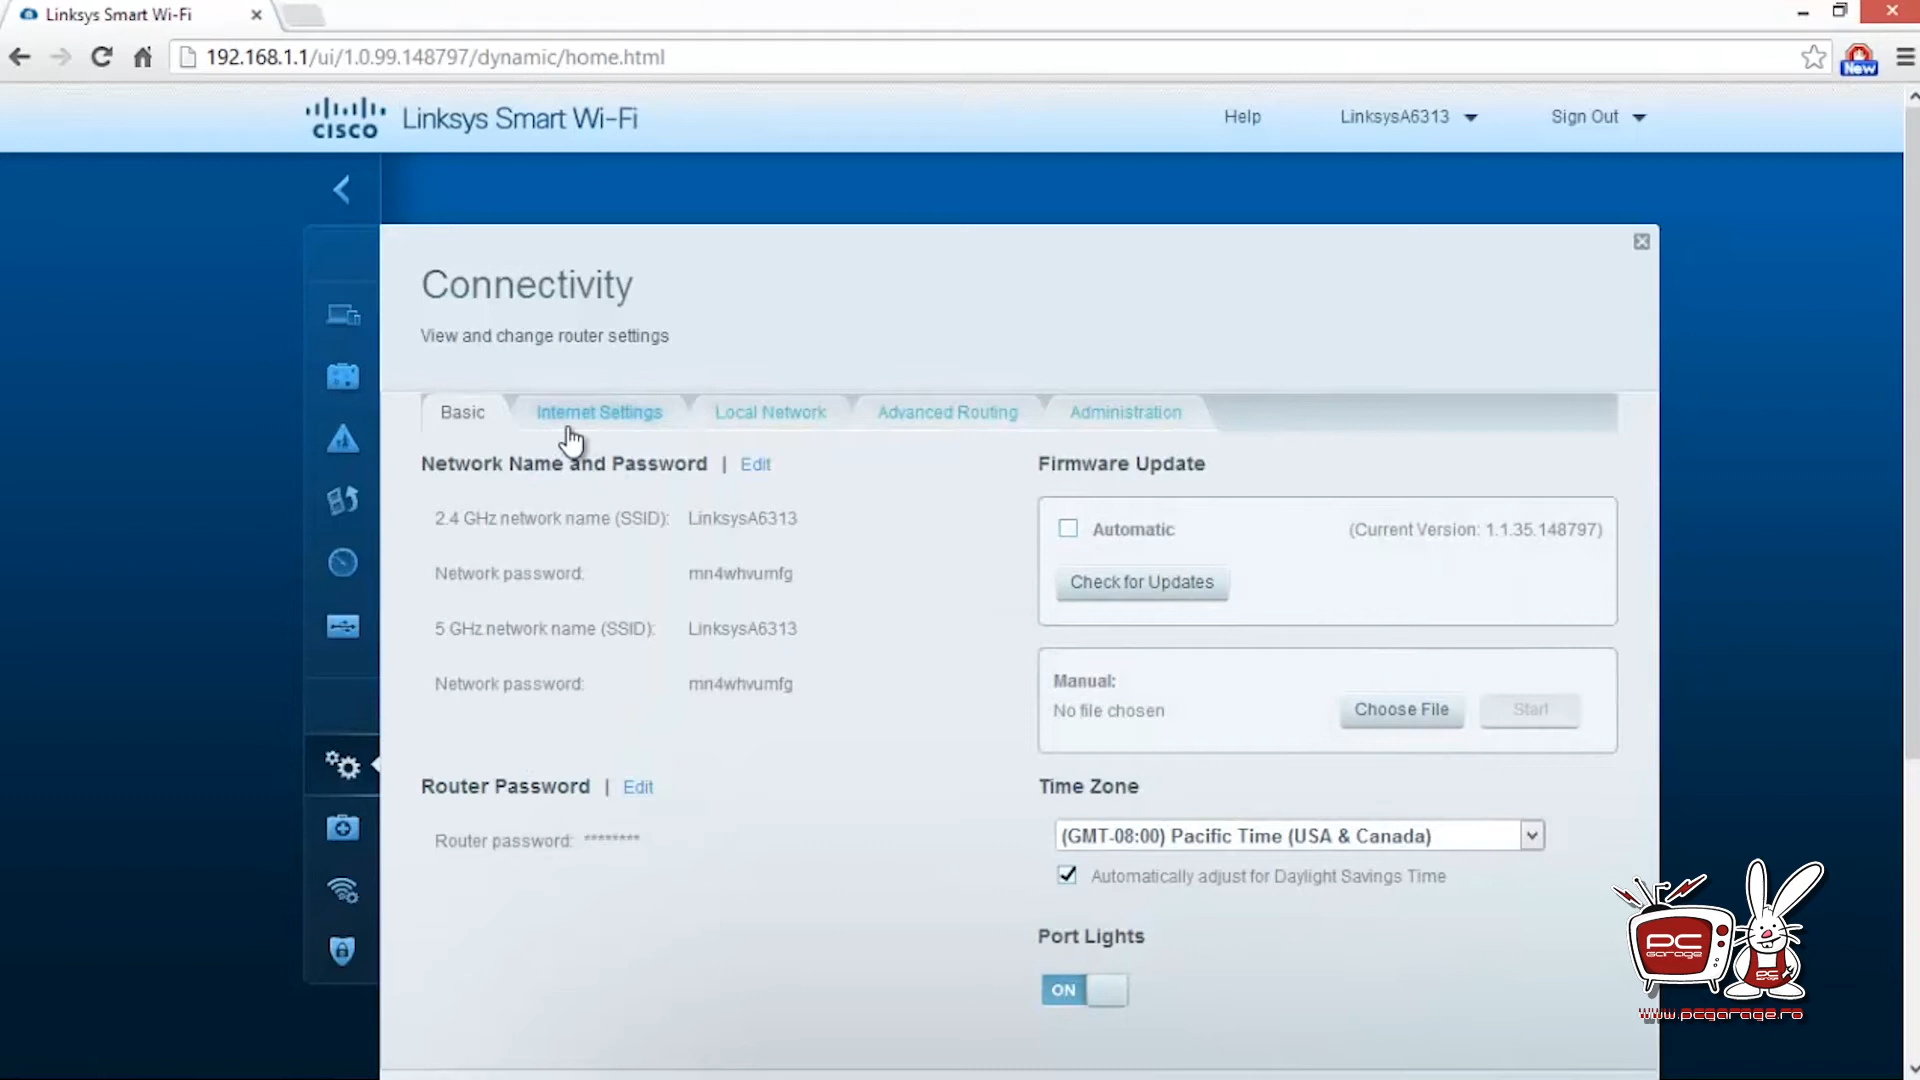 Linksys Smart Wi-Fi
192.168.1.1/ui/1.0.99.148797/dynamic/home.html
New
CISCO Linksys Smart Wi-Fi
Help
LinksysA6313
Sign Out
Connectivity
View and change router settings
Basic
Internet Settings
Local Network
Advanced Routing
Administration
Network Name and Password | Edit
2.4 GHz network name (SSID): LinksysA6313
Network password: mn4whvumfg
5 GHz network name (SSID): LinksysA6313
Network password: mn4whvumfg
Router Password | Edit
Router password: ********
Firmware Update
Automatic
(Current Version: 1.1.35.148797)
Check for Updates
Manual:
No file chosen
Choose File
Start
Time Zone
(GMT-08:00) Pacific Time (USA & Canada)
Automatically adjust for Daylight Savings Time
Port Lights
ON
PC
Garage
PC
www.pcgarage.ro